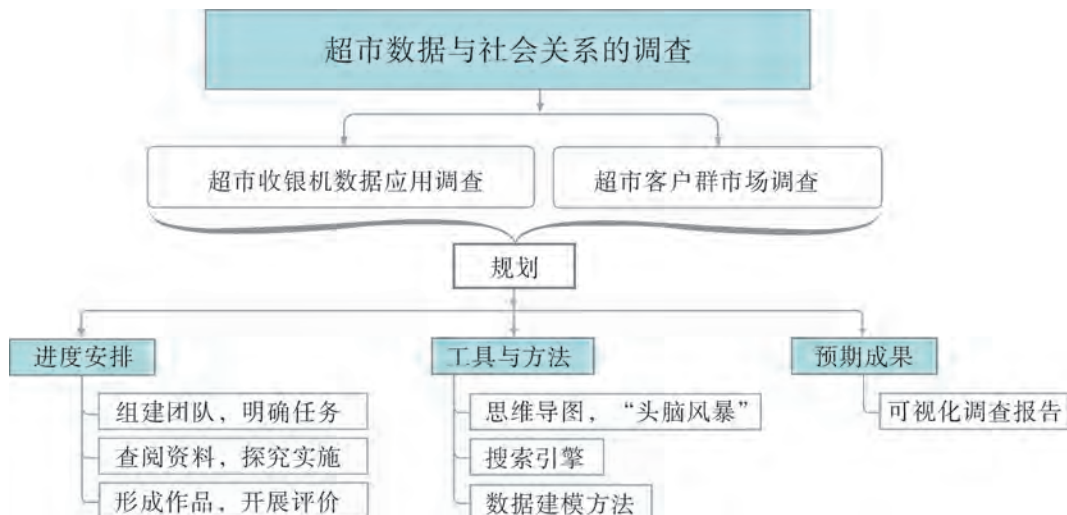 超市数据与社会关系的调查
超市收银机数据应用调查
超市客户群市场调查
规划
进度安排
组建团队，明确任务
查阅资料，探究实施
形成作品，开展评价
工具与方法
思维导图，“头脑风暴”
搜索引擎
数据建模方法
预期成果
可视化调查报告